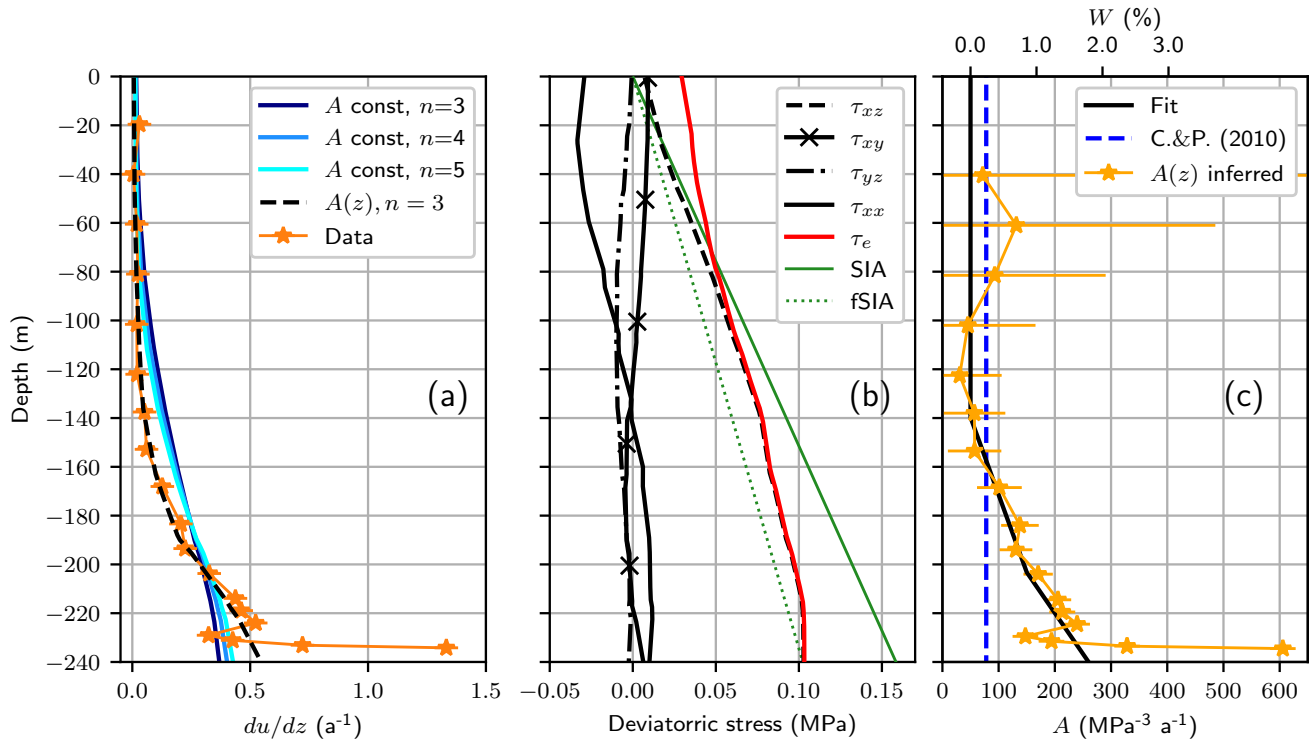 W (%)
0.0 1.0 2.0 3.0
0
−20
−40
−60
−80
−100
−120
−140
−160
−180
−200
−220
−240
Depth (m)
A const, n=3
A const, n=4
A const, n=5
A(z), n = 3
Data
(a)
0.0 0.5 1.0 1.5
du/dz (a⁻¹)
τxz
τxy
τyz
τxx
τe
SIA
fSIA
(b)
−0.05 0.00 0.05 0.10 0.15
Deviatorric stress (MPa)
Fit
C.&P. (2010)
A(z) inferred
(c)
0 100 200 300 400 500 600
A (MPa⁻³ a⁻¹)